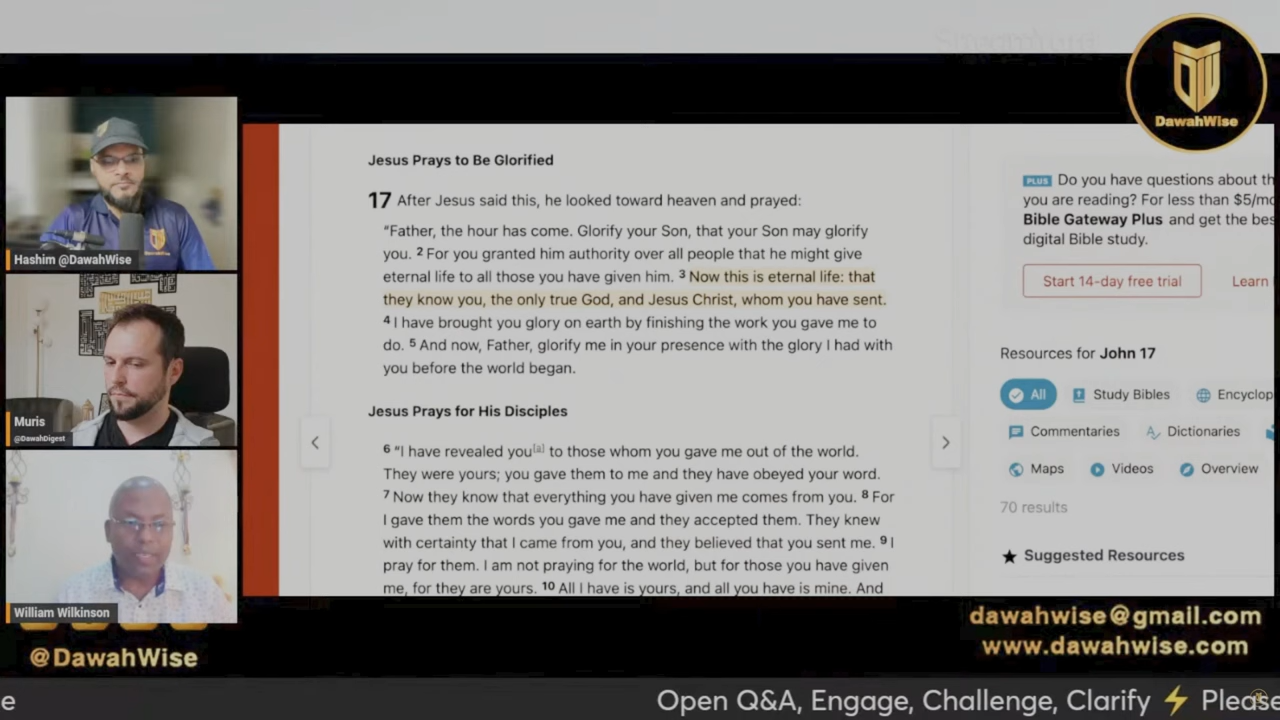 DawahWise
Hashim @DawahWise
Muris
@DawahDigest
William Wilkinson
@DawahWise
Jesus Prays to Be Glorified
17 After Jesus said this, he looked toward heaven and prayed:
“Father, the hour has come. Glorify your Son, that your Son may glorify
you. 2 For you granted him authority over all people that he might give
eternal life to all those you have given him. 3 Now this is eternal life: that
they know you, the only true God, and Jesus Christ, whom you have sent.
4 I have brought you glory on earth by finishing the work you gave me to
do. 5 And now, Father, glorify me in your presence with the glory I had with
you before the world began.
Jesus Prays for His Disciples
6 “I have revealed you[a] to those whom you gave me out of the world.
They were yours; you gave them to me and they have obeyed your word.
7 Now they know that everything you have given me comes from you. 8 For
I gave them the words you gave me and they accepted them. They knew
with certainty that I came from you, and they believed that you sent me. 9 I
pray for them. I am not praying for the world, but for those you have given
me, for they are yours. 10 All I have is yours, and all you have is mine. And
PLUS Do you have questions about th
you are reading? For less than $5/mo
Bible Gateway Plus and get the bes
digital Bible study.
Start 14-day free trial
Learn
Resources for John 17
All
Study Bibles
Encyclop
Commentaries
Dictionaries
Maps
Videos
Overview
70 results
★ Suggested Resources
dawahwise@gmail.com
www.dawahwise.com
e
Open Q&A, Engage, Challenge, Clarify ⚡ Please